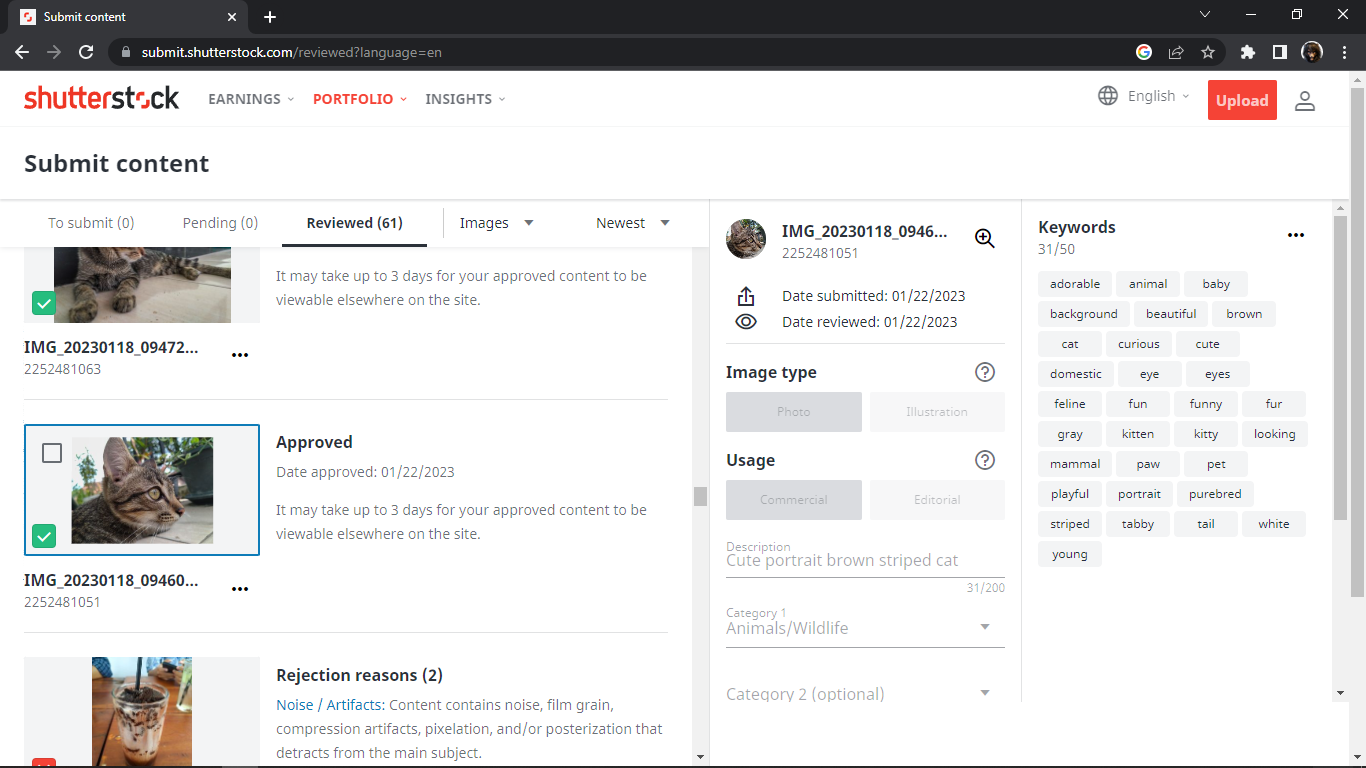 Submit content
submit.shutterstock.com/reviewed?language=en
shutterstock EARNINGS PORTFOLIO INSIGHTS English Upload
Submit content
To submit (0) Pending (0) Reviewed (61) Images Newest
It may take up to 3 days for your approved content to be
viewable elsewhere on the site.
IMG_20230118_09472...
2252481063
Approved
Date approved: 01/22/2023
It may take up to 3 days for your approved content to be
viewable elsewhere on the site.
IMG_20230118_09460...
2252481051
Rejection reasons (2)
Noise / Artifacts: Content contains noise, film grain,
compression artifacts, pixelation, and/or posterization that
detracts from the main subject.
IMG_20230118_0946...
2252481051
Date submitted: 01/22/2023
Date reviewed: 01/22/2023
Image type
Photo Illustration
Usage
Commercial Editorial
Description
Cute portrait brown striped cat
31/200
Category 1
Animals/Wildlife
Category 2 (optional)
Keywords
31/50
adorable animal baby
background beautiful brown
cat curious cute
domestic eye eyes
feline fun funny fur
gray kitten kitty looking
mammal paw pet
playful portrait purebred
striped tabby tail white
young